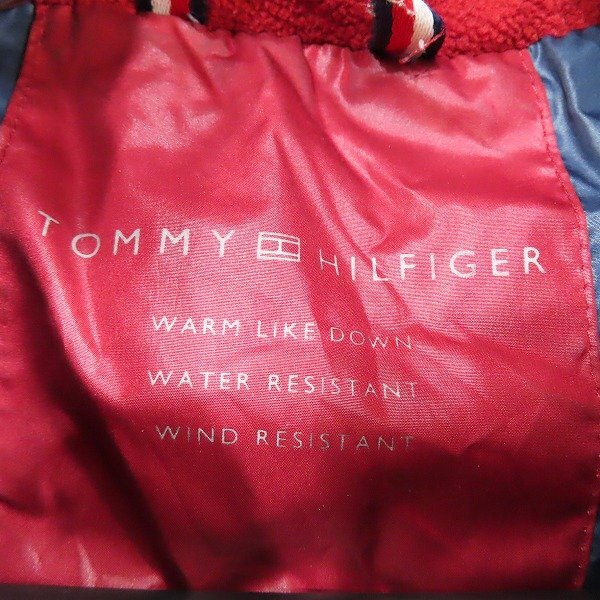 TOMMY HILFIGER
WARM LIKE DOWN
WATER RESISTANT
WIND RESISTANT